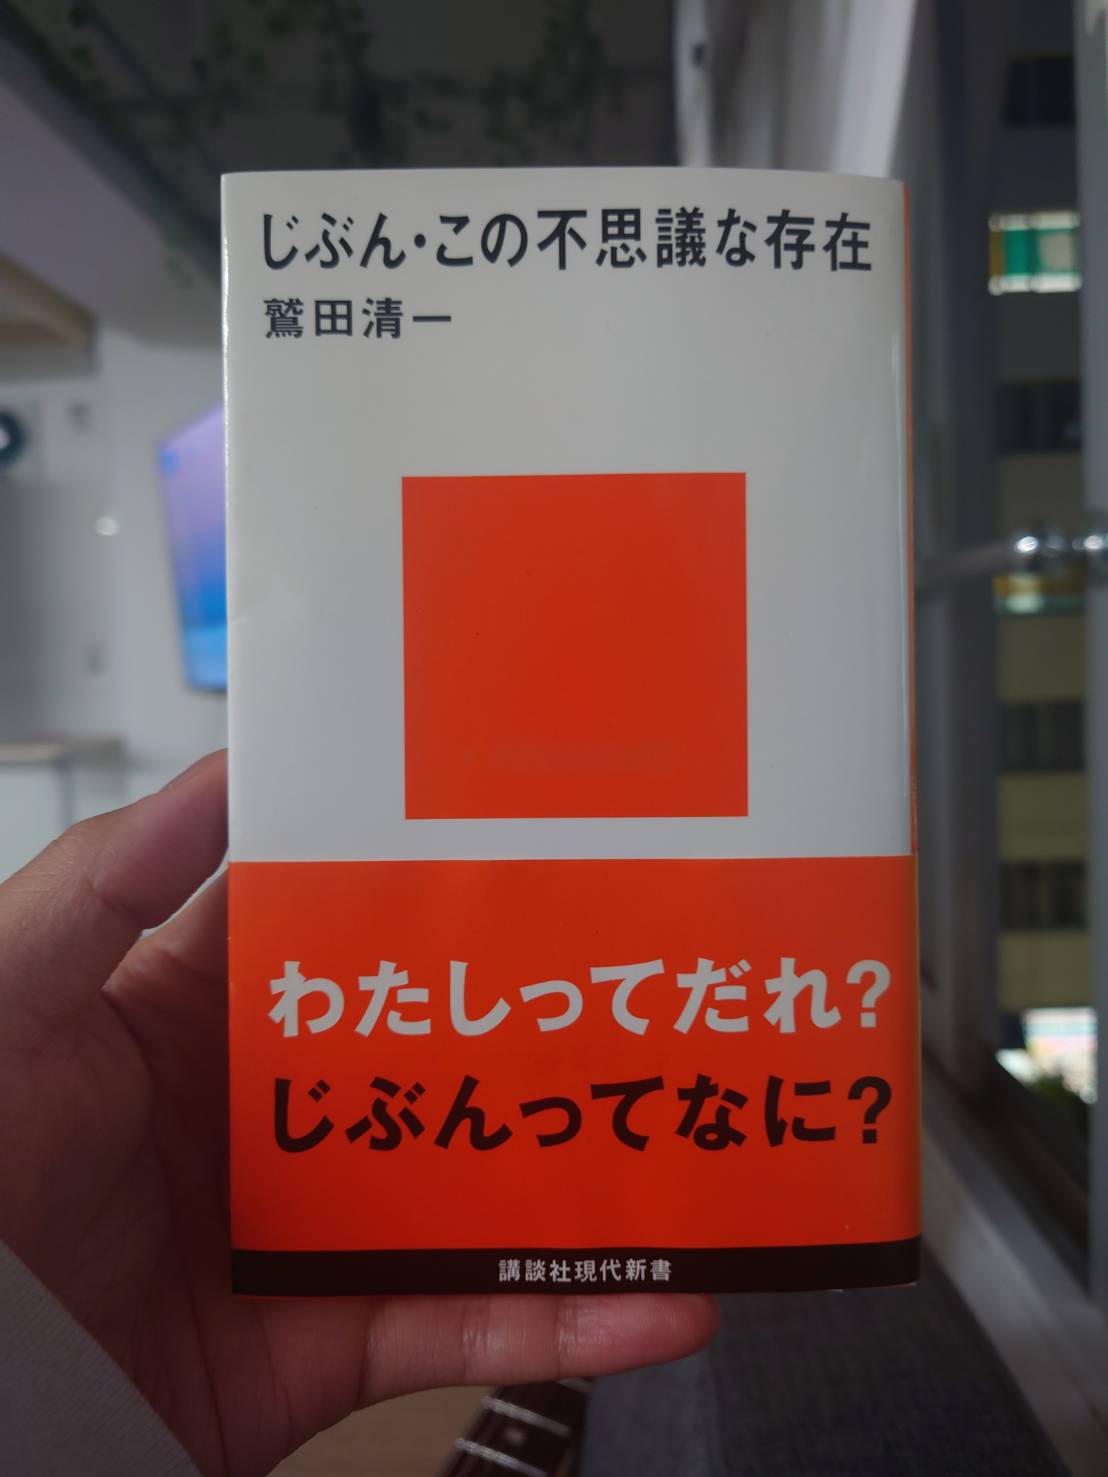 じぶん・この不思議な存在
鷲田清一
わたしってだれ?
じぶんってなに?
講談社現代新書